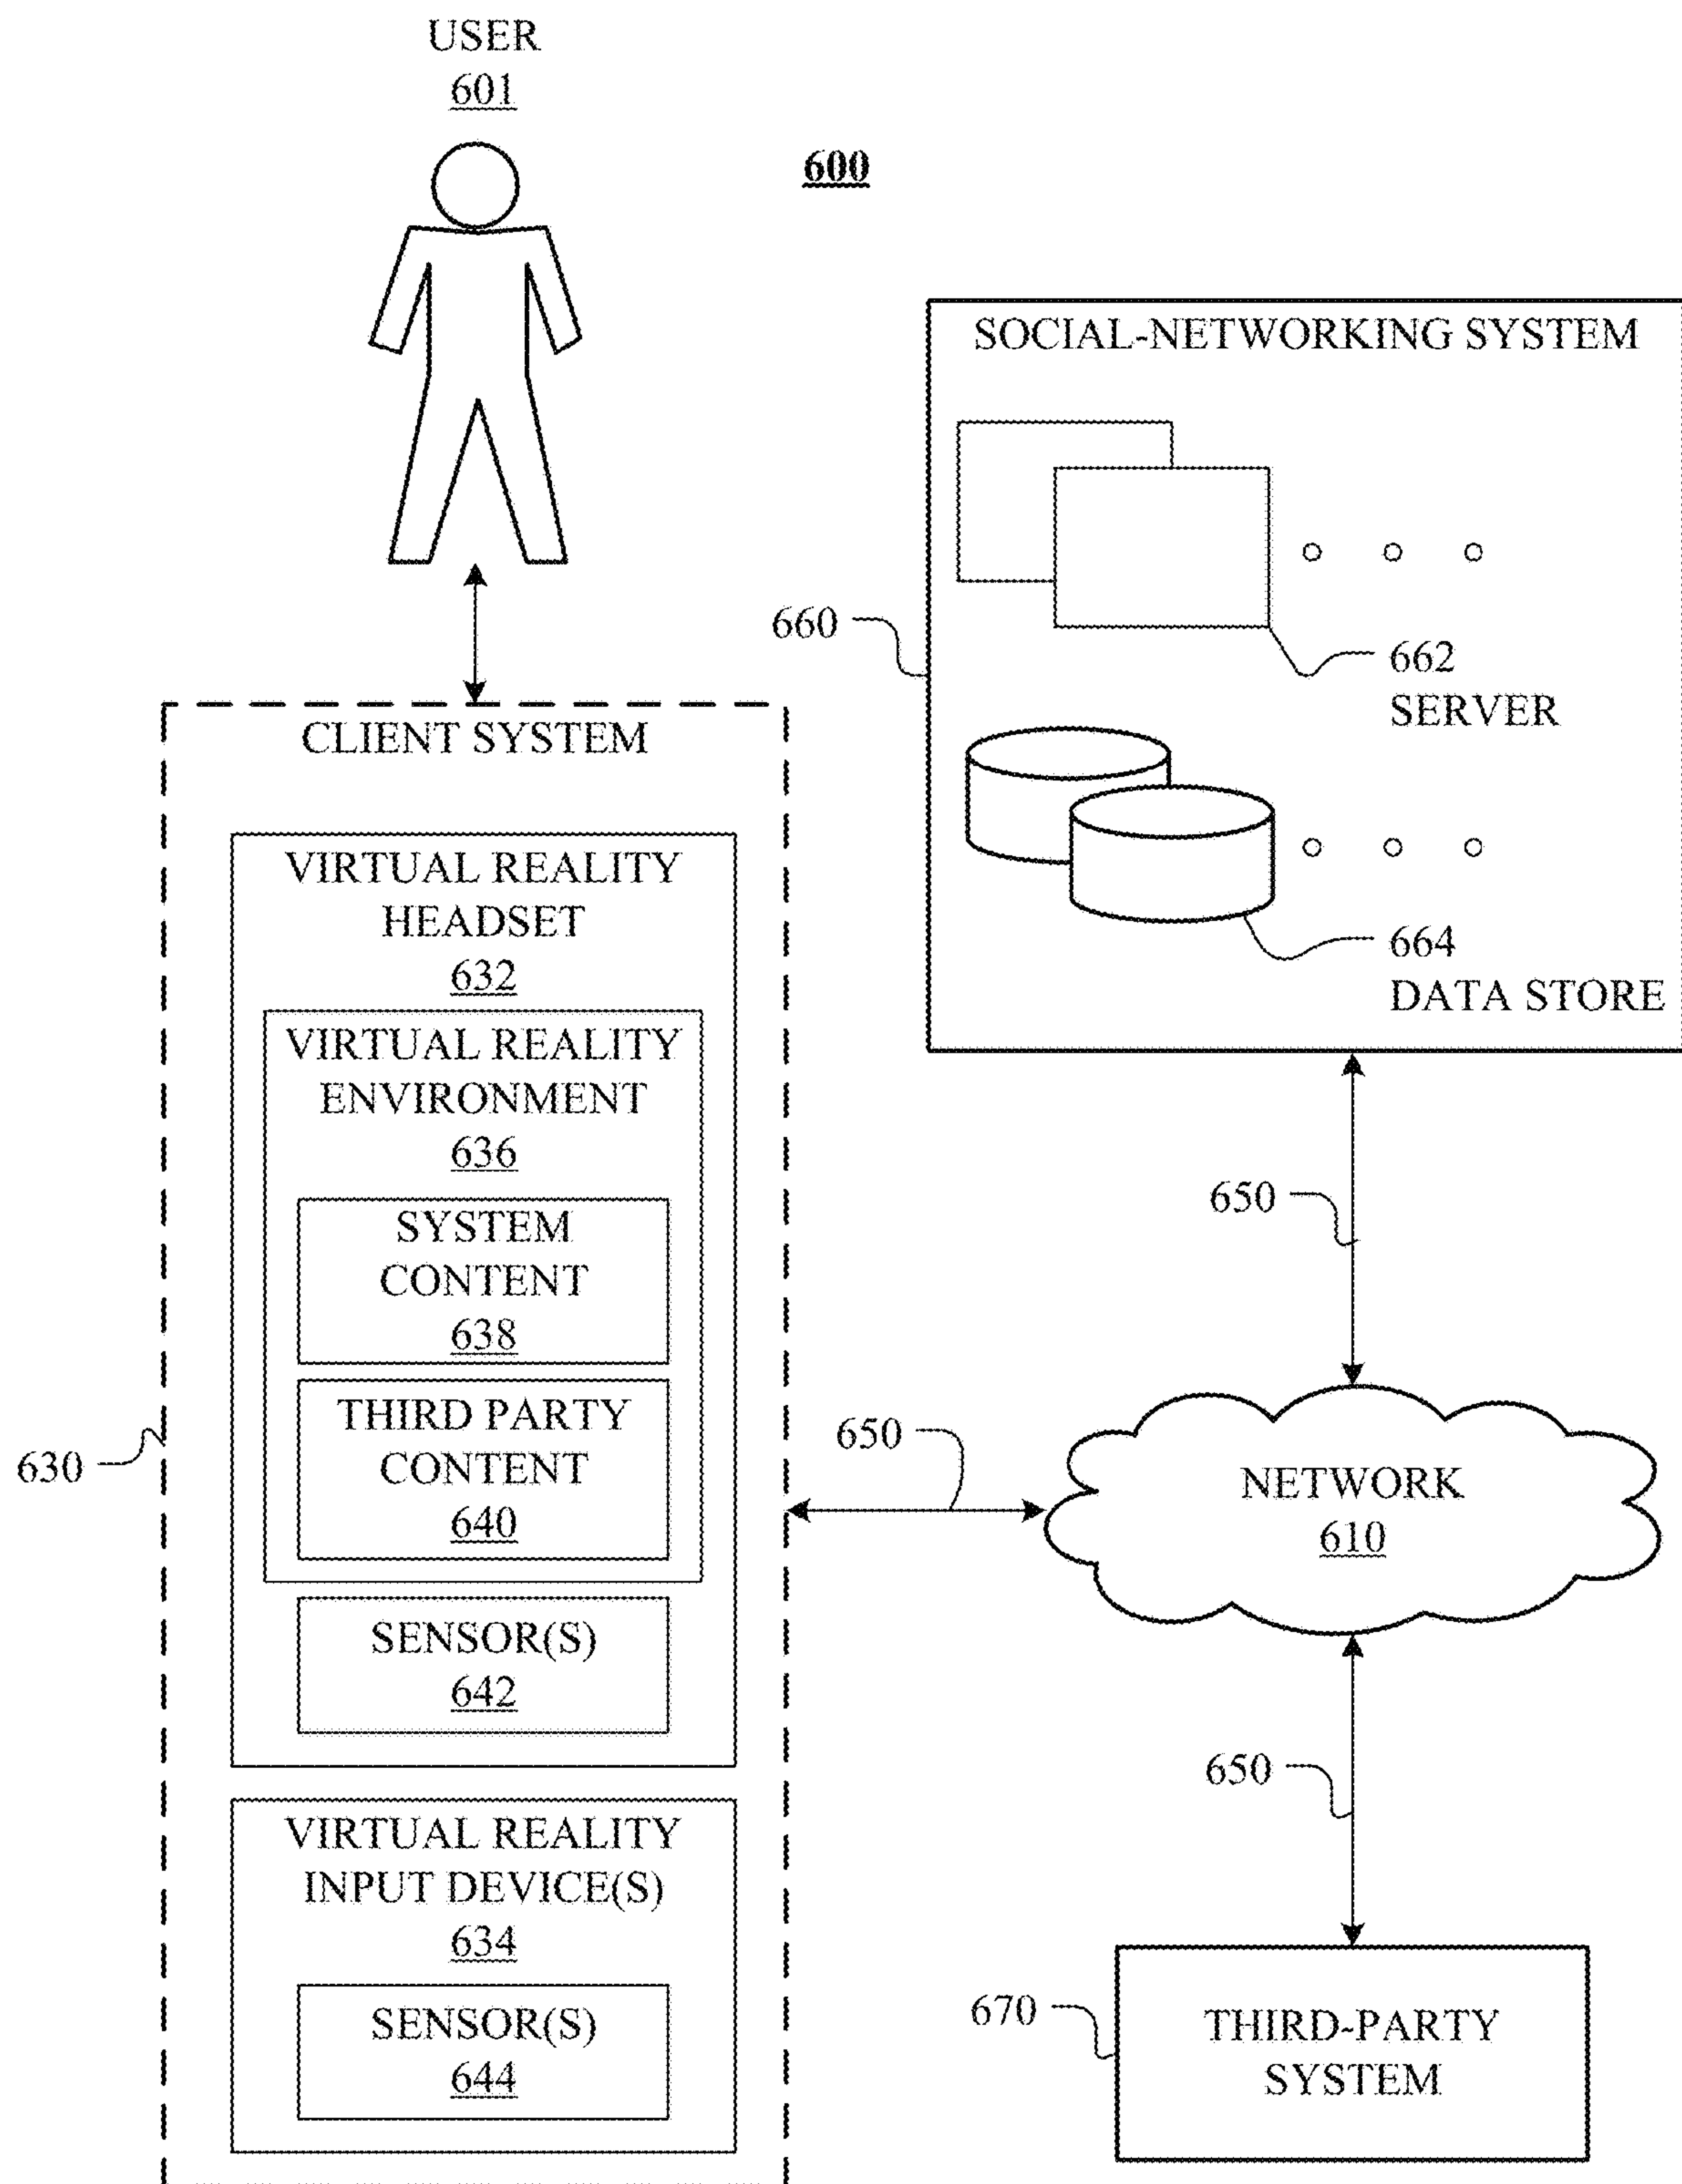 USER
601
600
SOCIAL-NETWORKING SYSTEM
660
662
SERVER
664
DATA STORE
CLIENT SYSTEM
VIRTUAL REALITY
HEADSET
632
VIRTUAL REALITY
ENVIRONMENT
636
SYSTEM
CONTENT
638
THIRD PARTY
CONTENT
640
SENSOR(S)
642
630
VIRTUAL REALITY
INPUT DEVICE(S)
634
SENSOR(S)
644
650
650
NETWORK
610
650
670
THIRD-PARTY
SYSTEM